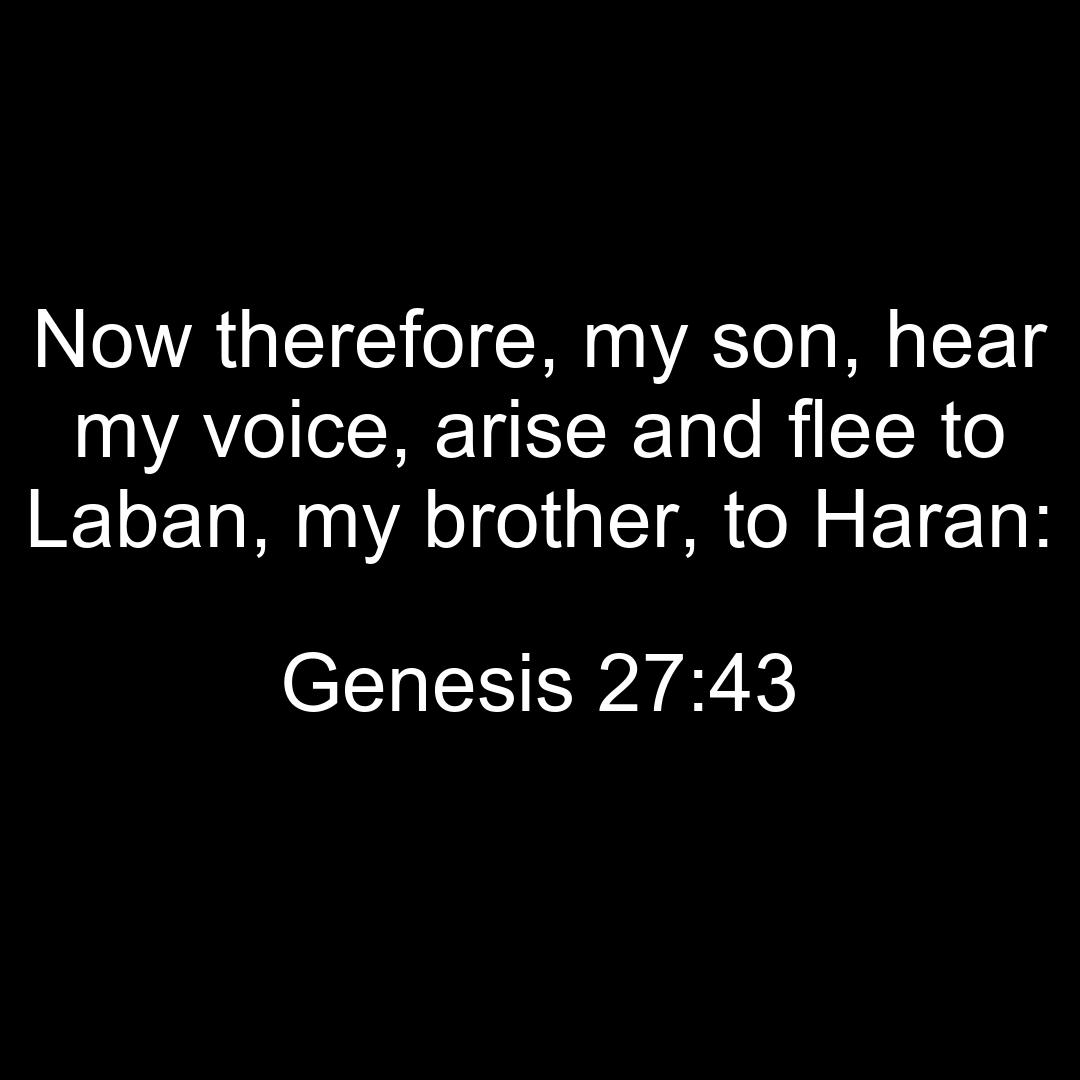 Now therefore, my son, hear
my voice, arise and flee to
Laban, my brother, to Haran:
Genesis 27:43